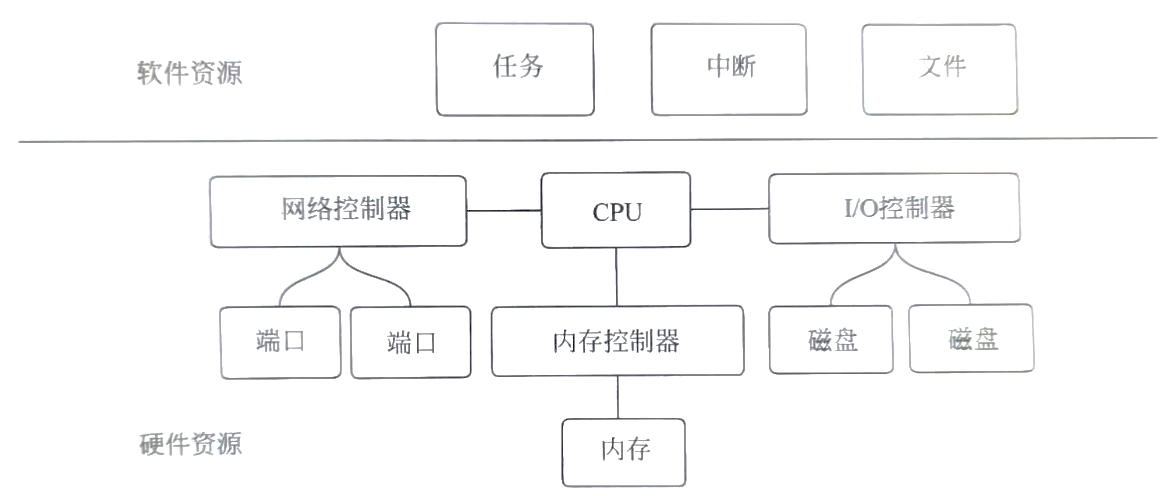 软件资源
任务
中断
文件
网络控制器
CPU
I/O控制器
端口
端口
内存控制器
磁盘
磁盘
硬件资源
内存